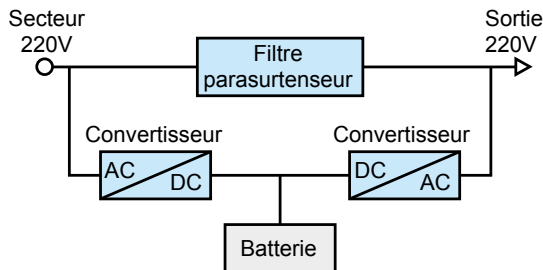 Secteur
220V
Filtre
parasurtenseur
Sortie
220V
Convertisseur
AC
DC
Convertisseur
DC
AC
Batterie